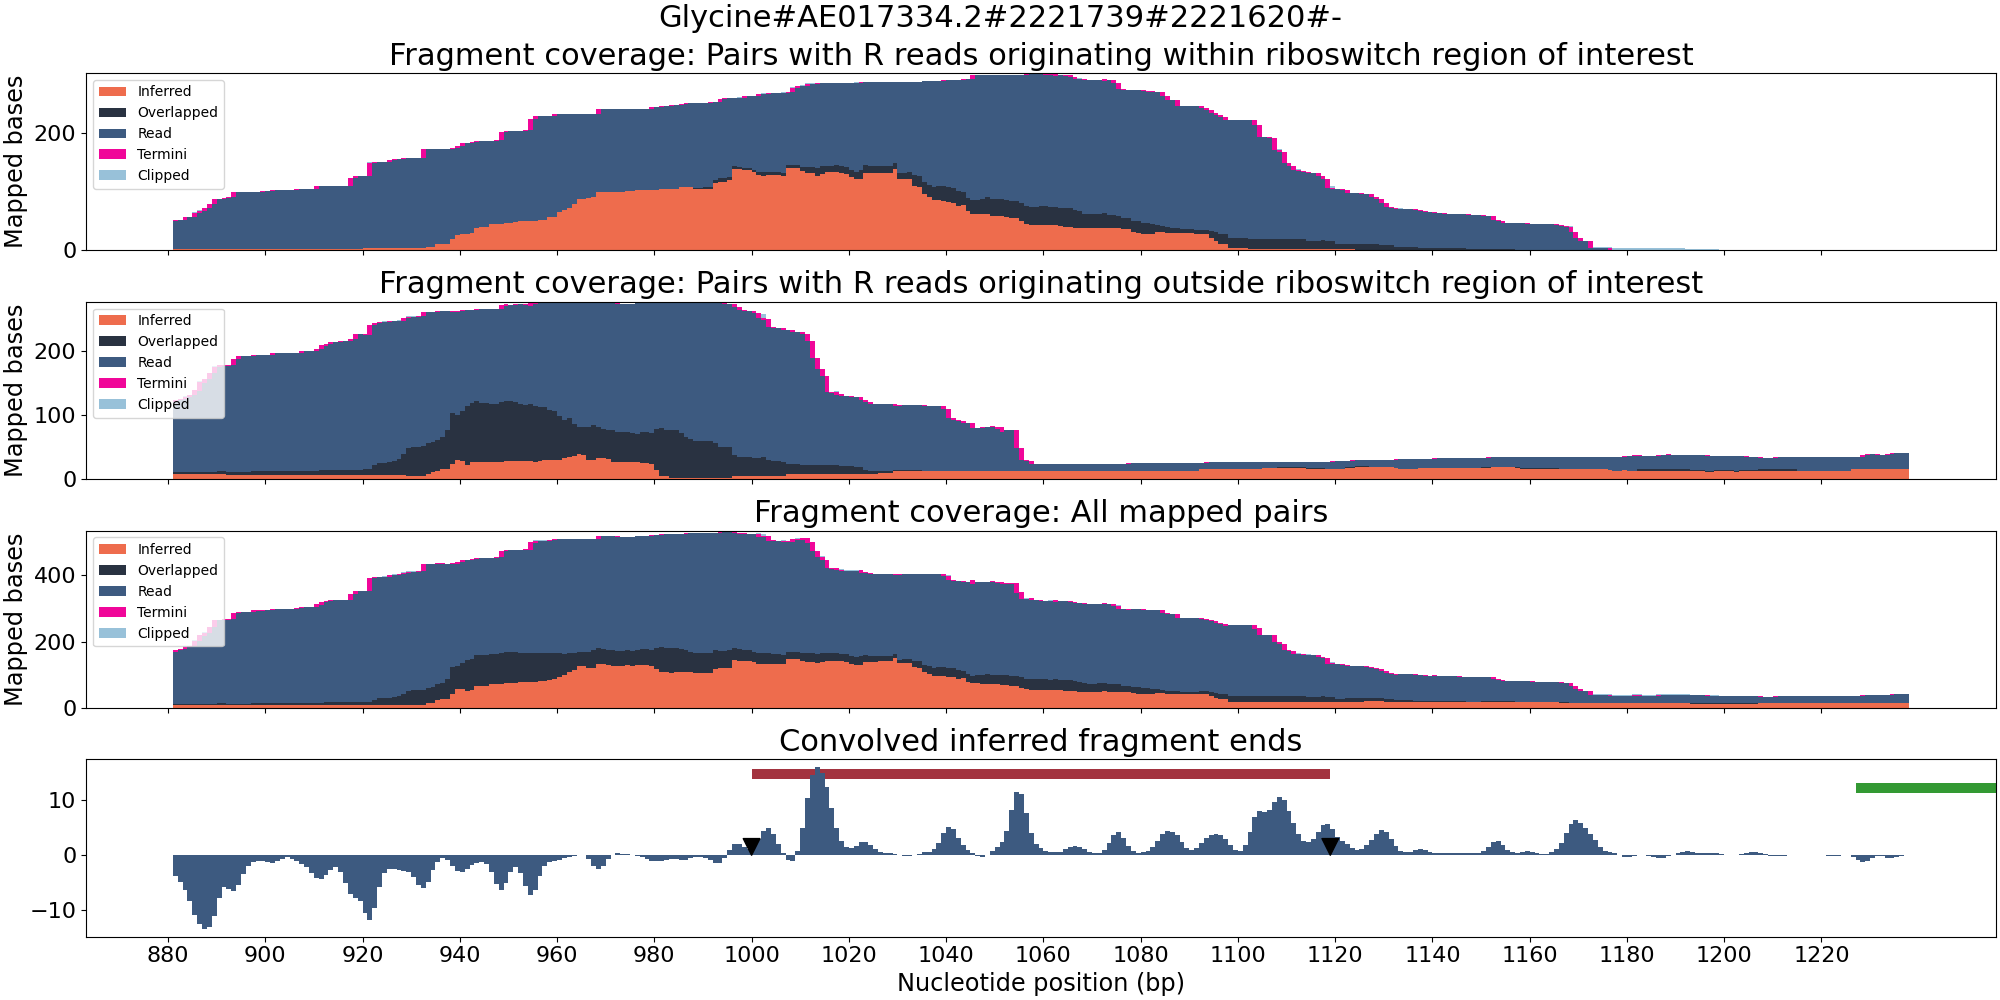 Glycine#AE017334.2#2221739#2221620#-
Fragment coverage: Pairs with R reads originating within riboswitch region of interest
Mapped bases
200
0
Inferred
Overlapped
Read
Termini
Clipped
Fragment coverage: Pairs with R reads originating outside riboswitch region of interest
Mapped bases
200
100
0
Inferred
Overlapped
Read
Termini
Clipped
Fragment coverage: All mapped pairs
Mapped bases
400
200
0
Inferred
Overlapped
Read
Termini
Clipped
Convolved inferred fragment ends
10
0
−10
880 900 920 940 960 980 1000 1020 1040 1060 1080 1100 1120 1140 1160 1180 1200 1220
Nucleotide position (bp)